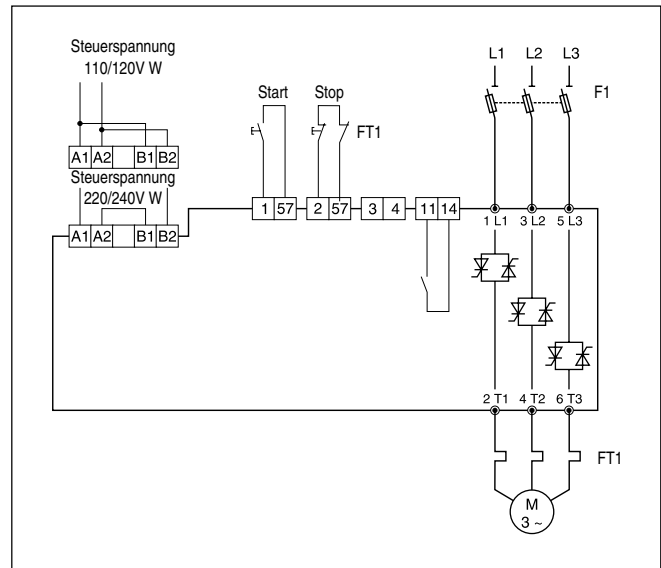 Steuerspannung
110/120V W
A1 A2 B1 B2
Steuerspannung
220/240V W
A1 A2 B1 B2
Start
Stop
FT1
1 57 2 57 3 4 11 14
L1 L2 L3
F1
1 L1 3 L2 5 L3
2 T1 4 T2 6 T3
FT1
M
3 ~